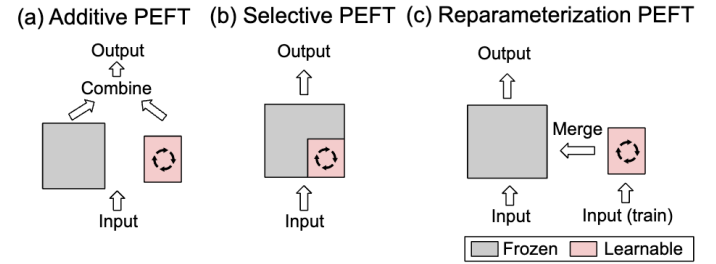 (a) Additive PEFT
Output
Combine
Input
(b) Selective PEFT
Output
Input
(c) Reparameterization PEFT
Output
Merge
Input
Input (train)
Frozen
Learnable